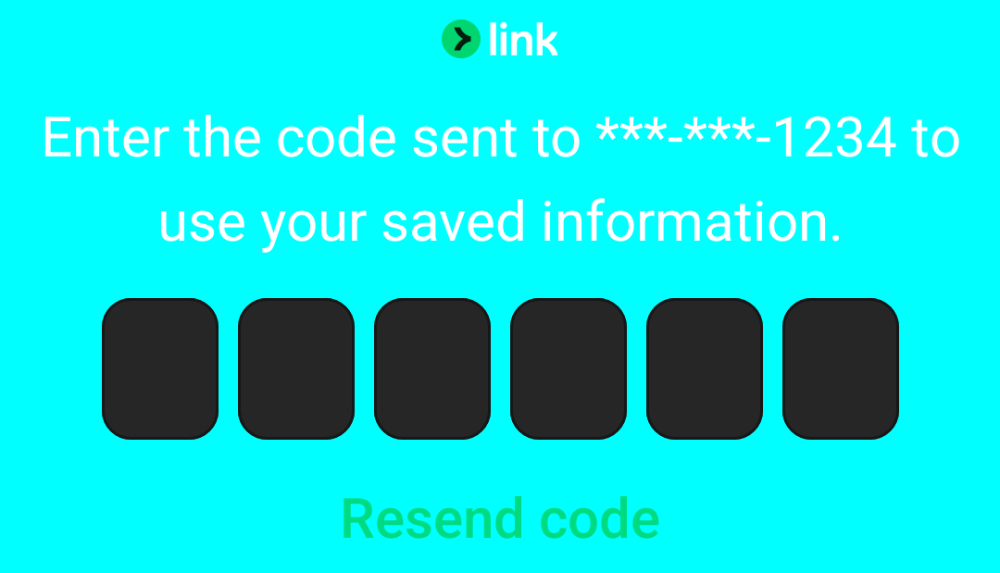 link
Enter the code sent to ***-***-1234 to
use your saved information.
Resend code